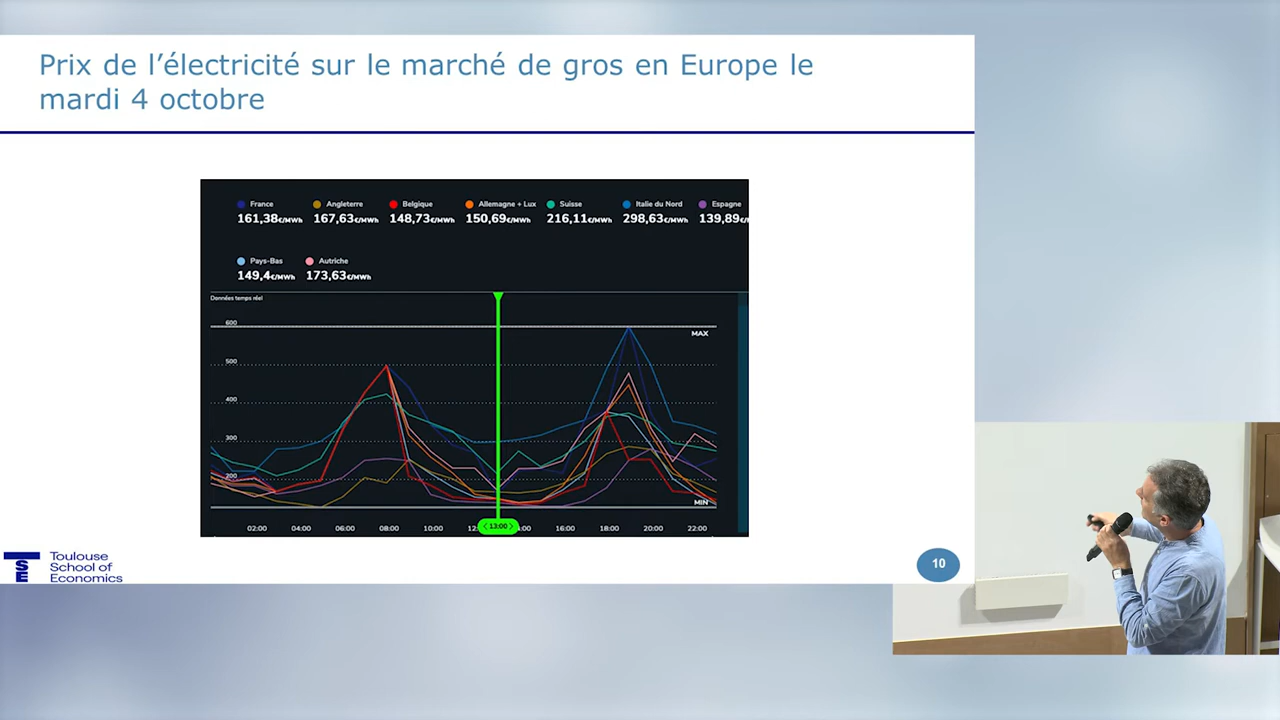 Prix de l’électricité sur le marché de gros en Europe le
mardi 4 octobre
France Angleterre Belgique Allemagne + Lux Suisse Italie du Nord Espagne
161,38€/MWh 167,63€/MWh 148,73€/MWh 150,69€/MWh 216,11€/MWh 298,63€/MWh 139,89€/
Pays-Bas Autriche
149,4€/MWh 173,63€/MWh
Données temps réel
600
MAX
500
400
300
200
MIN
02:00 04:00 06:00 08:00 10:00 12: 13:00 4:00 16:00 18:00 20:00 22:00
TSE
Toulouse
School of
Economics
10